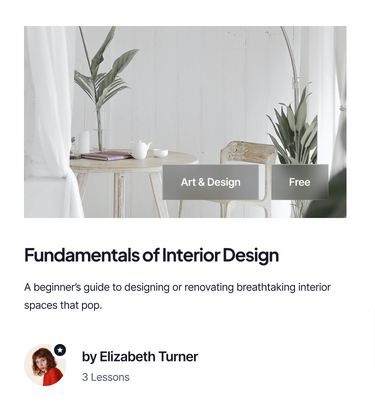 Art & Design
Free
Fundamentals of Interior Design
A beginner's guide to designing or renovating breathtaking interior
spaces that pop.
by Elizabeth Turner
3 Lessons